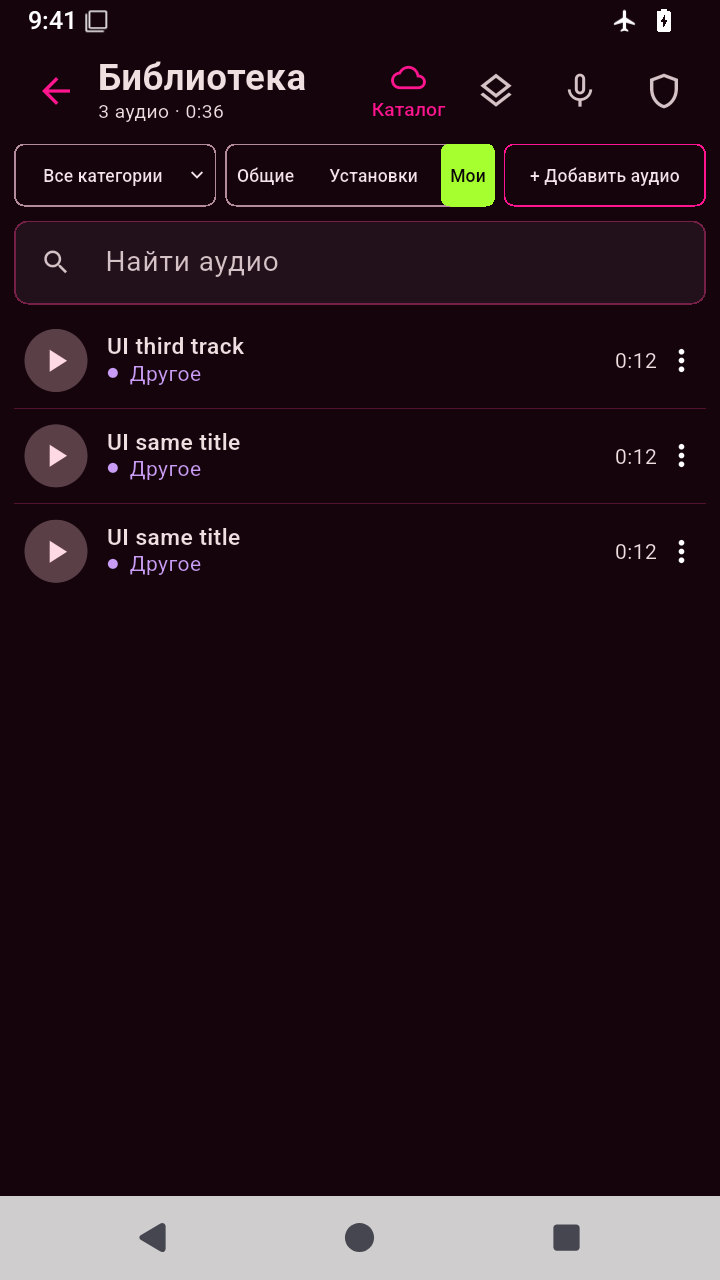 9:41
Библиотека
3 аудио · 0:36
Каталог
Все категории
Общие Установки Мои
+ Добавить аудио
Найти аудио
UI third track
Другое
0:12
UI same title
Другое
0:12
UI same title
Другое
0:12